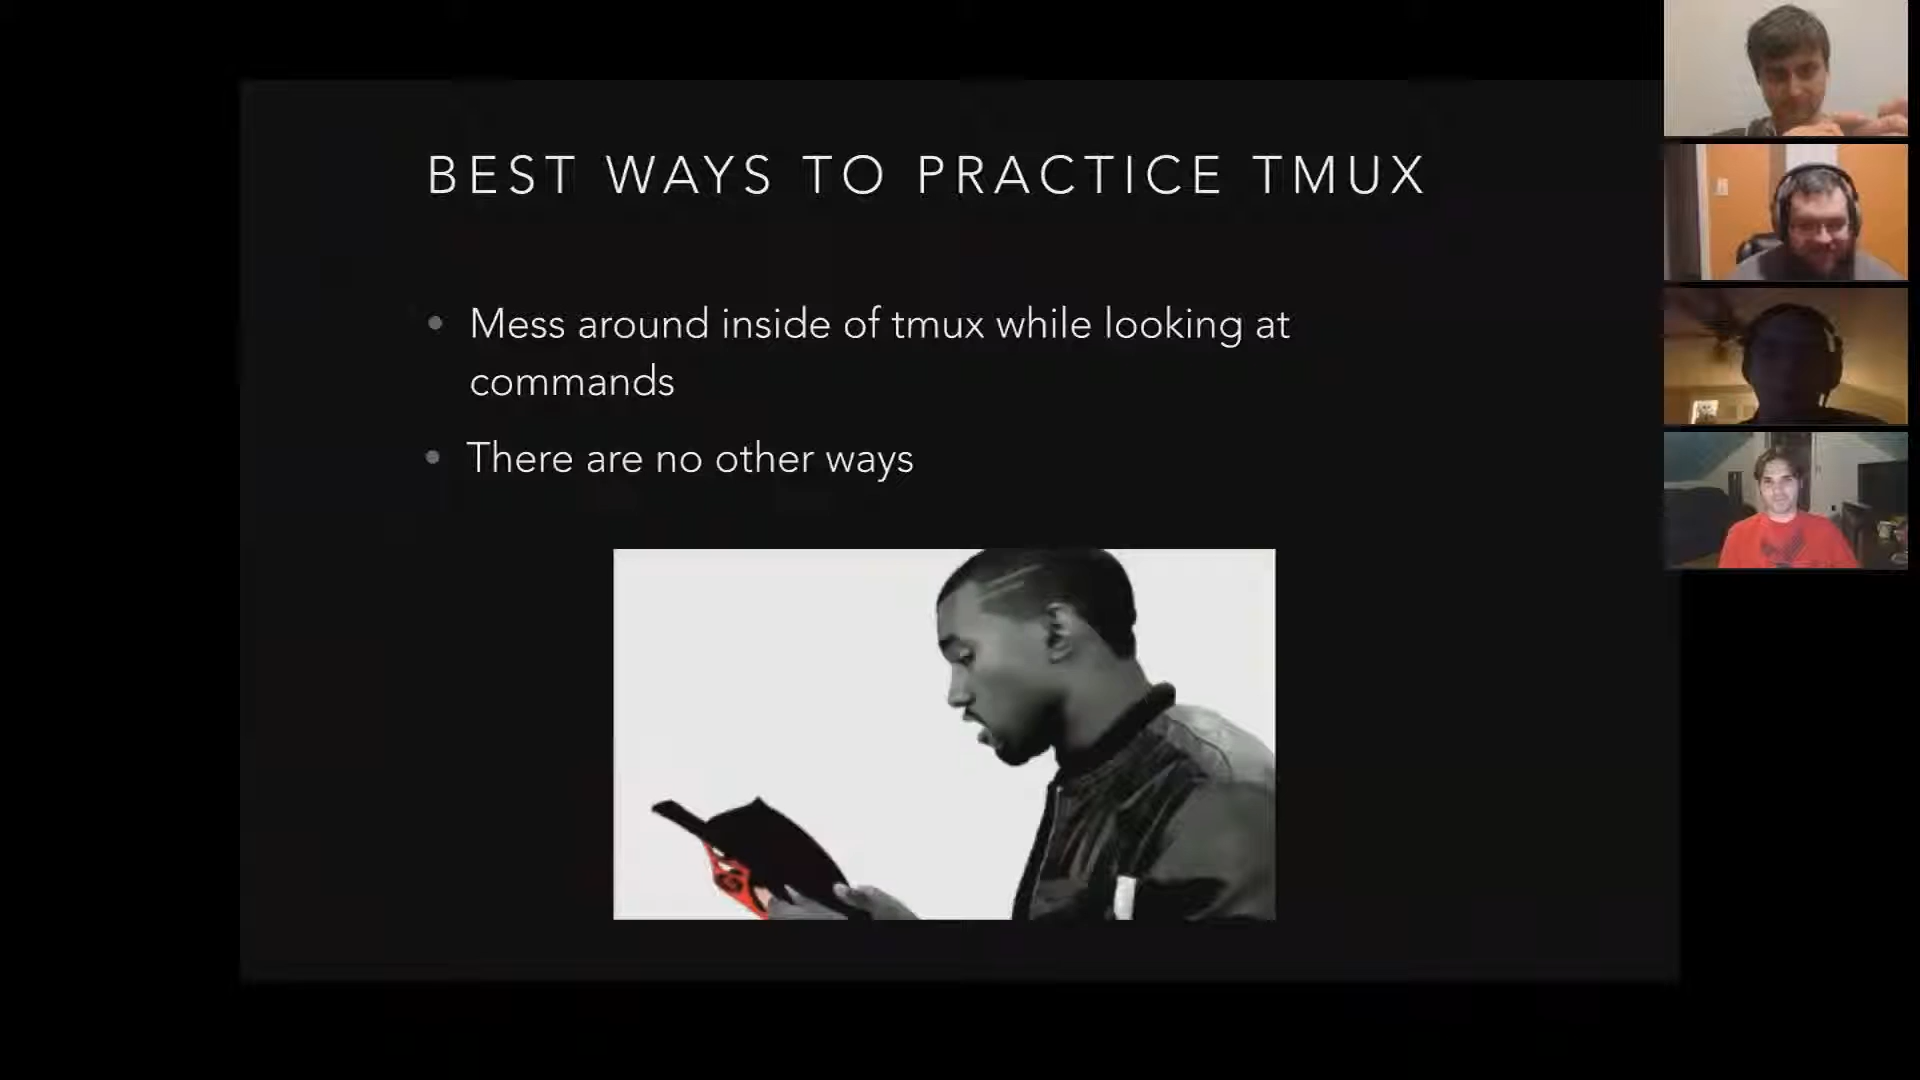 BEST WAYS TO PRACTICE TMUX
Mess around inside of tmux while looking at
commands
There are no other ways